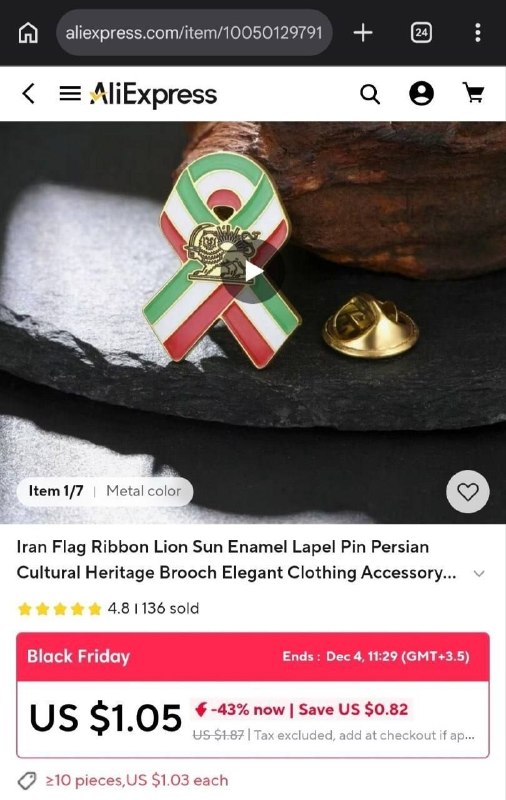 aliexpress.com/item/10050129791
24
AliExpress
Item 1/7 | Metal color
Iran Flag Ribbon Lion Sun Enamel Lapel Pin Persian
Cultural Heritage Brooch Elegant Clothing Accessory...
4.8 | 136 sold
Black Friday
Ends : Dec 4, 11:29 (GMT+3.5)
US $1.05
-43% now | Save US $0.82
US $1.87 | Tax excluded, add at checkout if ap...
≥10 pieces,US $1.03 each